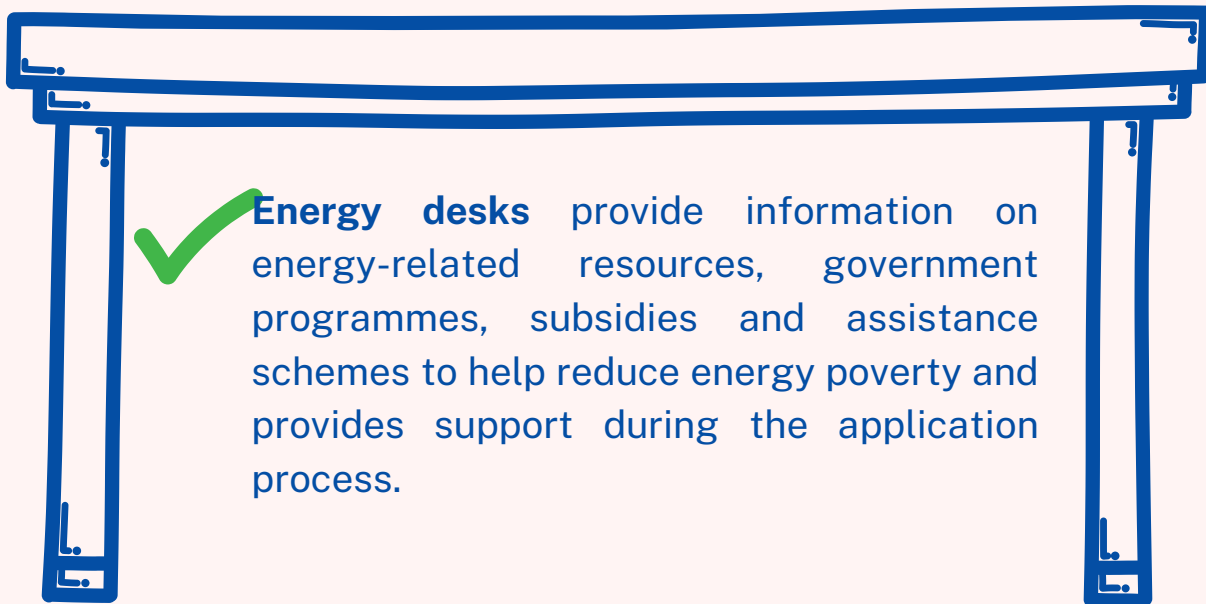 Energy desks provide information on
energy-related resources, government
programmes, subsidies and assistance
schemes to help reduce energy poverty and
provides support during the application
process.